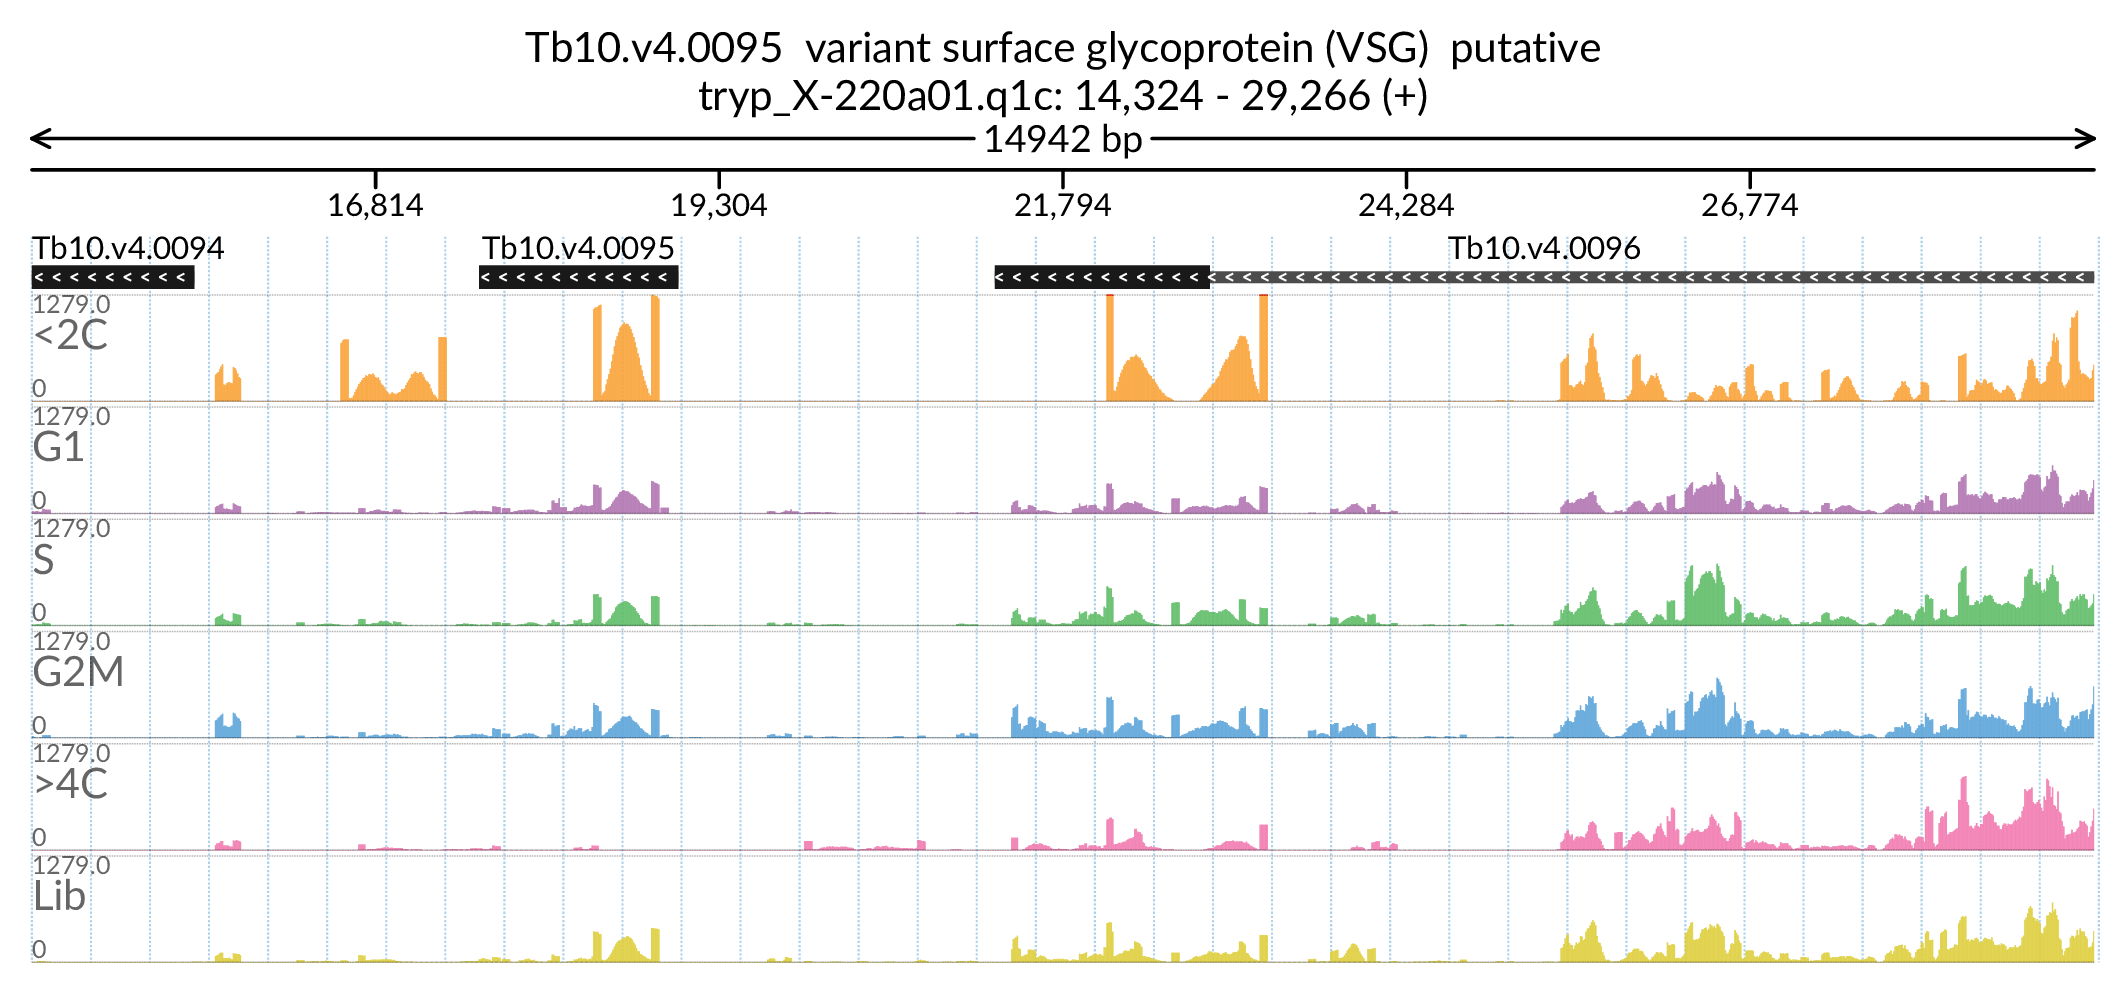 Tb10.v4.0095 variant surface glycoprotein (VSG) putative
tryp_X-220a01.q1c: 14,324 - 29,266 (+)
14942 bp
16,814 19,304 21,794 24,284 26,774
Tb10.v4.0094 Tb10.v4.0095 Tb10.v4.0096
1279.0
<2C
0
1279.0
G1
0
1279.0
S
0
1279.0
G2M
0
1279.0
>4C
0
1279.0
Lib
0